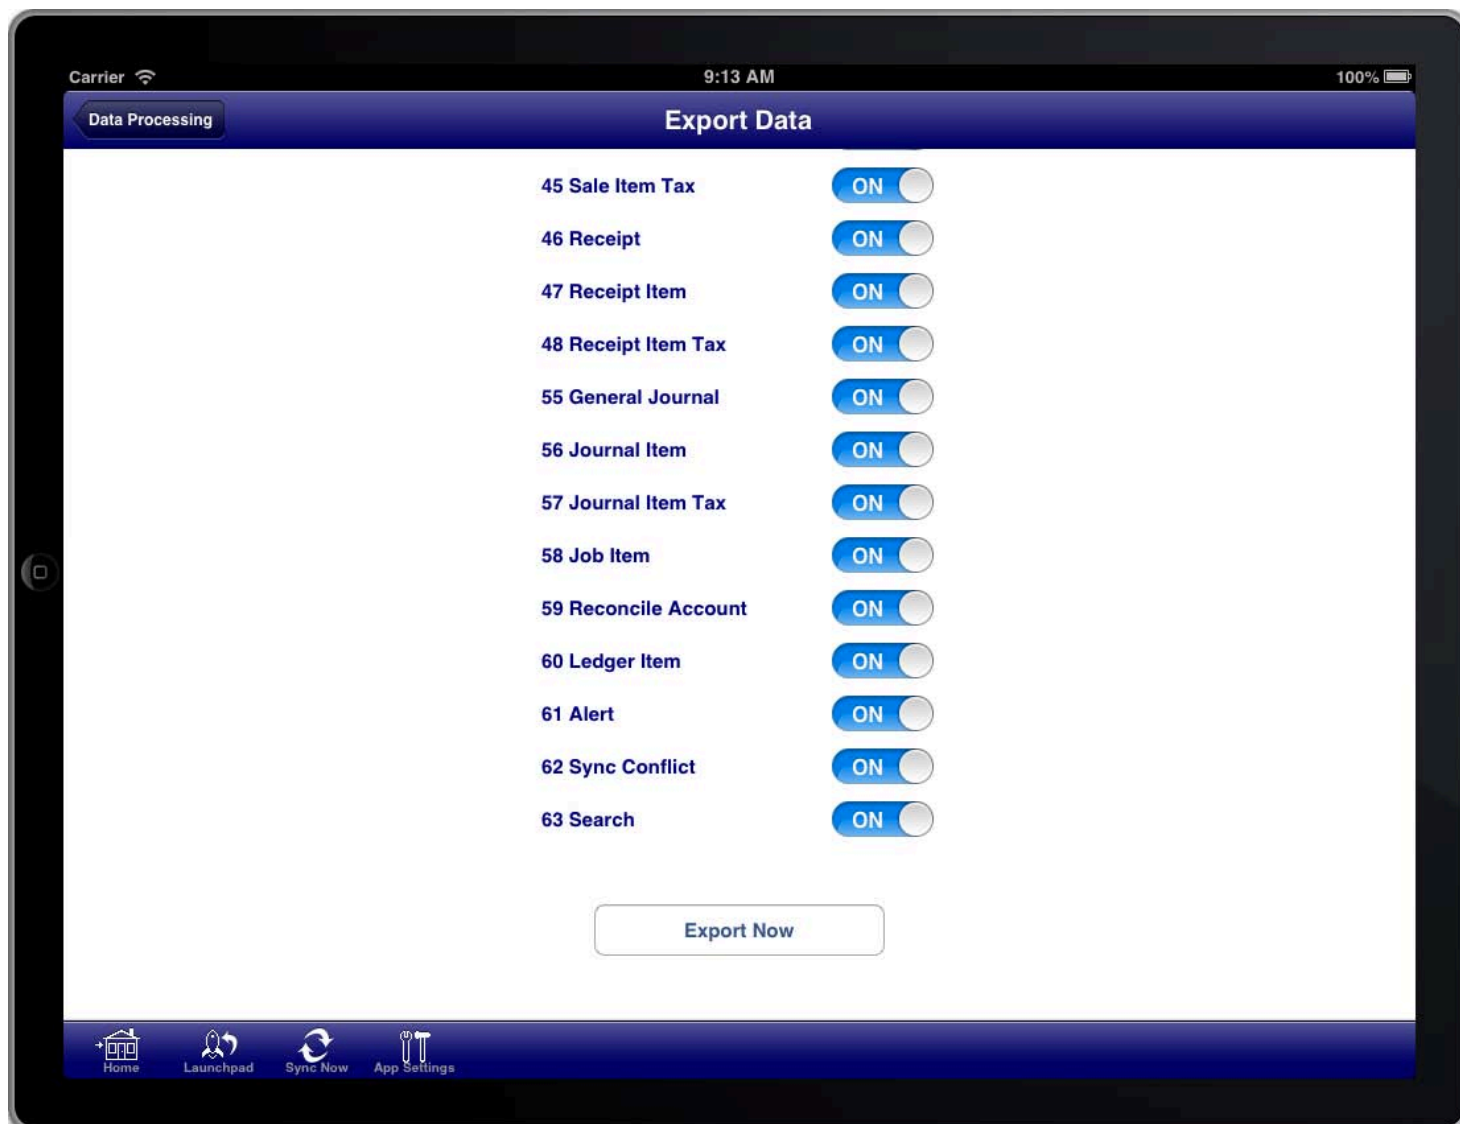 Carrier 9:13 AM 100%
Data Processing Export Data
45 Sale Item Tax ON
46 Receipt ON
47 Receipt Item ON
48 Receipt Item Tax ON
55 General Journal ON
56 Journal Item ON
57 Journal Item Tax ON
58 Job Item ON
59 Reconcile Account ON
60 Ledger Item ON
61 Alert ON
62 Sync Conflict ON
63 Search ON
Export Now
Home Launchpad Sync Now App Settings